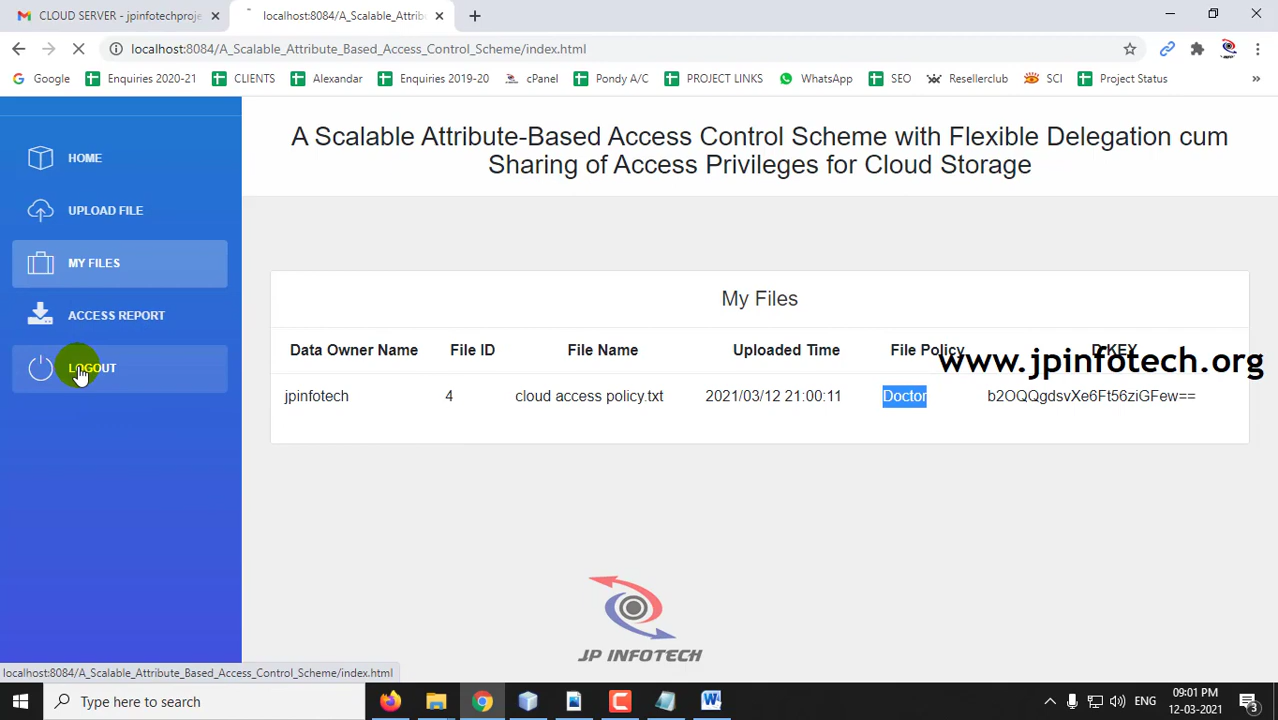 CLOUD SERVER - jpinfotechproje
localhost:8084/A_Scalable_Attrib
localhost:8084/A_Scalable_Attribute_Based_Access_Control_Scheme/index.html
Google Enquiries 2020-21 CLIENTS Alexandar Enquiries 2019-20 cPanel Pondy A/C PROJECT LINKS WhatsApp SEO Resellerclub SCI Project Status »
HOME
UPLOAD FILE
MY FILES
ACCESS REPORT
LOGOUT
A Scalable Attribute-Based Access Control Scheme with Flexible Delegation cum
Sharing of Access Privileges for Cloud Storage
My Files
Data Owner Name File ID File Name Uploaded Time File Policy D KEY
www.jpinfotech.org
jpinfotech 4 cloud access policy.txt 2021/03/12 21:00:11 Doctor b2OQQgdsvXe6Ft56ziGFew==
JP INFOTECH
localhost:8084/A_Scalable_Attribute_Based_Access_Control_Scheme/index.html
Type here to search
ENG
09:01 PM
12-03-2021
3